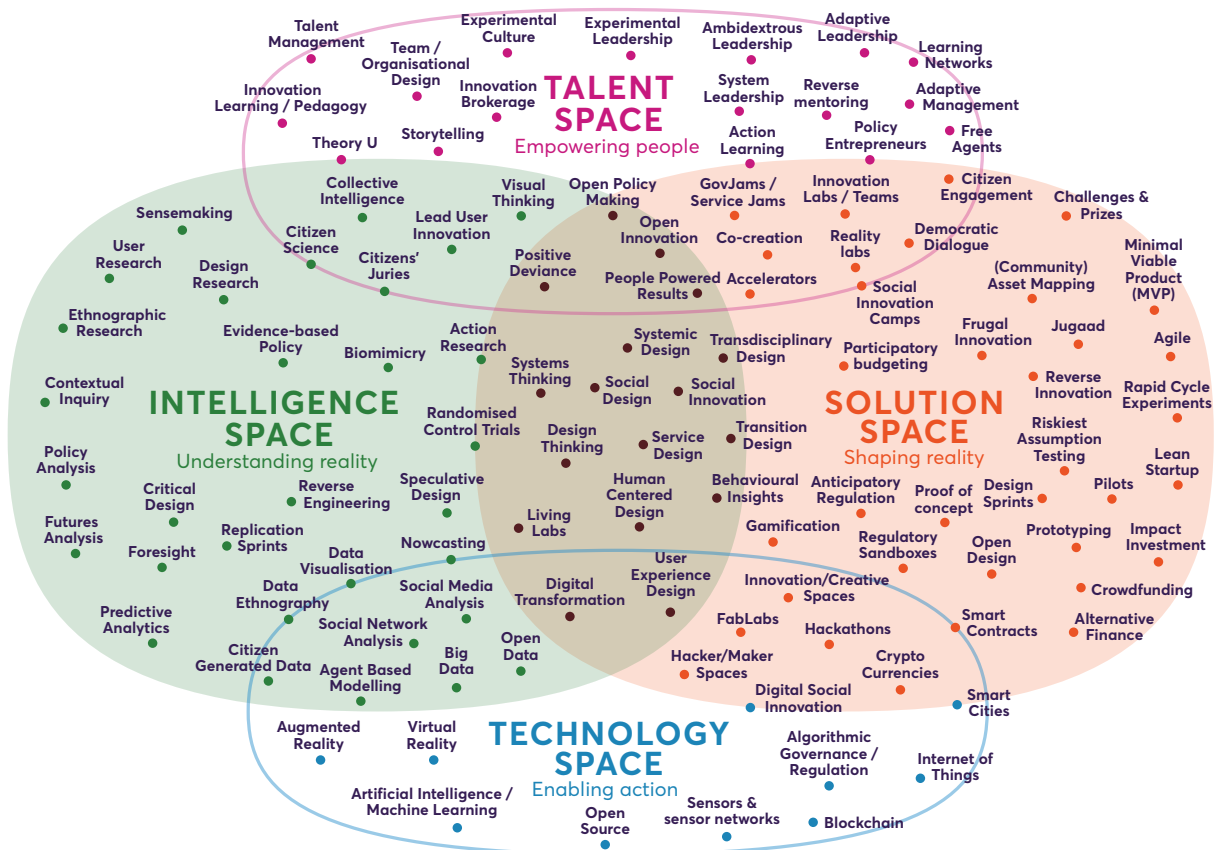 Talent
Management
Team /
Organisational
Design
Experimental
Culture
Experimental
Leadership
Ambidextrous
Leadership
Adaptive
Leadership
Learning
Networks
Innovation
Learning / Pedagogy
Innovation
Brokerage
TALENT
SPACE
Empowering people
System
Leadership
Reverse
mentoring
Adaptive
Management
Theory U
Storytelling
Action
Learning
Policy
Entrepreneurs
Free
Agents
Collective
Intelligence
Visual
Thinking
Open Policy
Making
GovJams /
Service Jams
Innovation
Labs / Teams
Citizen
Engagement
Challenges &
Prizes
Sensemaking
Lead User
Innovation
Open
Innovation
Co-creation
Reality
labs
Democratic
Dialogue
User
Research
Citizen
Science
Design
Research
Citizens'
Juries
Positive
Deviance
People Powered
Results
Accelerators
Social
Innovation
Camps
(Community)
Asset Mapping
Minimal
Viable
Product
(MVP)
Ethnographic
Research
Evidence-based
Policy
Biomimicry
Action
Research
Systemic
Design
Transdisciplinary
Design
Participatory
budgeting
Frugal
Innovation
Jugaad
Agile
Contextual
Inquiry
INTELLIGENCE
SPACE
Understanding reality
Systems
Thinking
Social
Design
Social
Innovation
SOLUTION
SPACE
Shaping reality
Reverse
Innovation
Rapid Cycle
Experiments
Randomised
Control Trials
Design
Thinking
Service
Design
Transition
Design
Riskiest
Assumption
Testing
Lean
Startup
Policy
Analysis
Critical
Design
Reverse
Engineering
Speculative
Design
Human
Centered
Design
Behavioural
Insights
Anticipatory
Regulation
Proof of
concept
Design
Sprints
Pilots
Futures
Analysis
Foresight
Replication
Sprints
Data
Visualisation
Nowcasting
Living
Labs
Gamification
Regulatory
Sandboxes
Open
Design
Prototyping
Impact
Investment
Predictive
Analytics
Data
Ethnography
Social Media
Analysis
Digital
Transformation
User
Experience
Design
Innovation/Creative
Spaces
Crowdfunding
Social Network
Analysis
Open
Data
FabLabs
Hackathons
Smart
Contracts
Alternative
Finance
Citizen
Generated Data
Agent Based
Modelling
Big
Data
Hacker/Maker
Spaces
Crypto
Currencies
Digital Social
Innovation
Smart
Cities
Augmented
Reality
Virtual
Reality
TECHNOLOGY
SPACE
Enabling action
Algorithmic
Governance /
Regulation
Internet of
Things
Artificial Intelligence /
Machine Learning
Open
Source
Sensors &
sensor networks
Blockchain